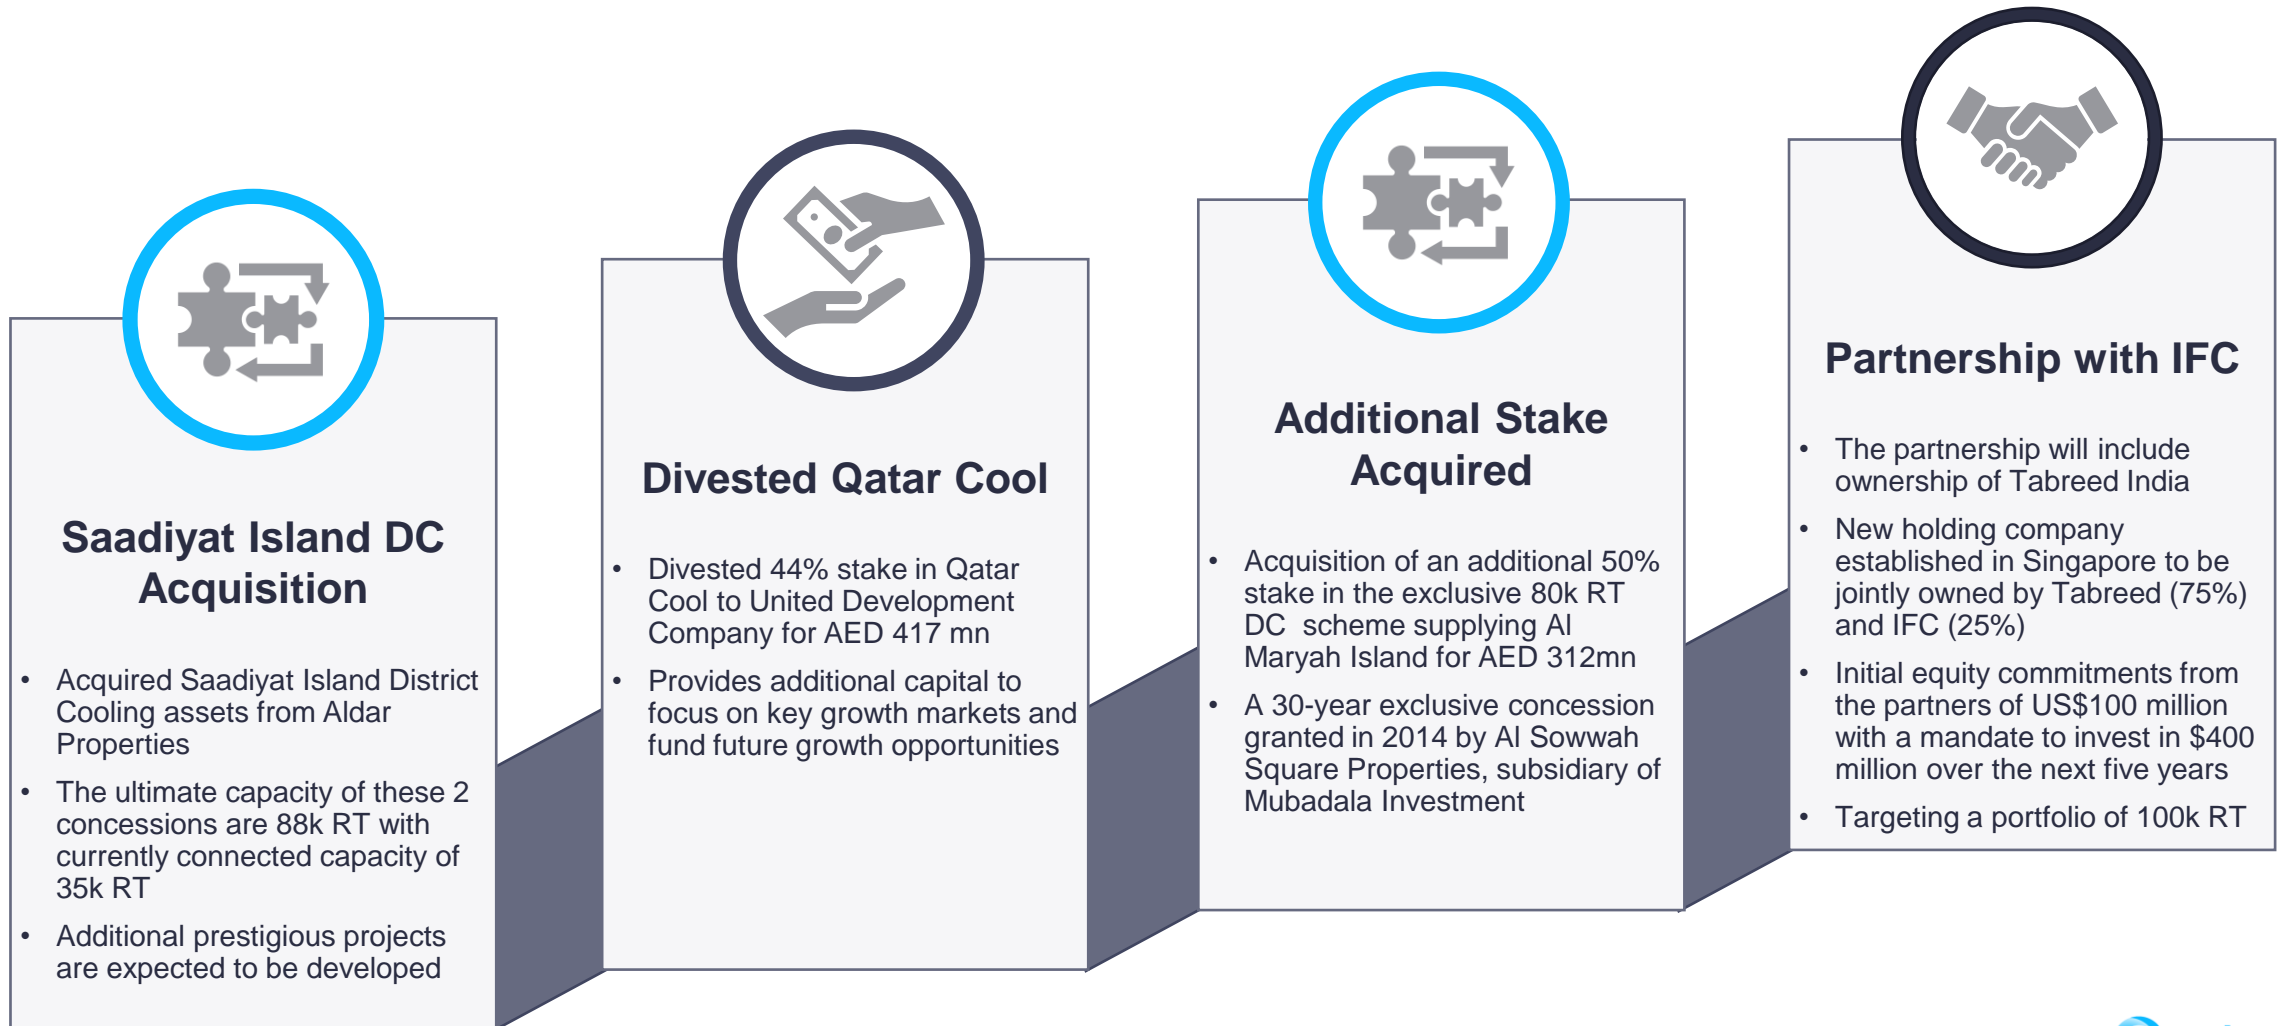 Saadiyat Island DC
Acquisition
• Acquired Saadiyat Island District
Cooling assets from Aldar
Properties
• The ultimate capacity of these 2
concessions are 88k RT with
currently connected capacity of
35k RT
• Additional prestigious projects
are expected to be developed
Divested Qatar Cool
• Divested 44% stake in Qatar
Cool to United Development
Company for AED 417 mn
• Provides additional capital to
focus on key growth markets and
fund future growth opportunities
Additional Stake
Acquired
• Acquisition of an additional 50%
stake in the exclusive 80k RT
DC  scheme supplying Al
Maryah Island for AED 312mn
• A 30-year exclusive concession
granted in 2014 by Al Sowwah
Square Properties, subsidiary of
Mubadala Investment
Partnership with IFC
• The partnership will include
ownership of Tabreed India
• New holding company
established in Singapore to be
jointly owned by Tabreed (75%)
and IFC (25%)
• Initial equity commitments from
the partners of US$100 million
with a mandate to invest in $400
million over the next five years
• Targeting a portfolio of 100k RT